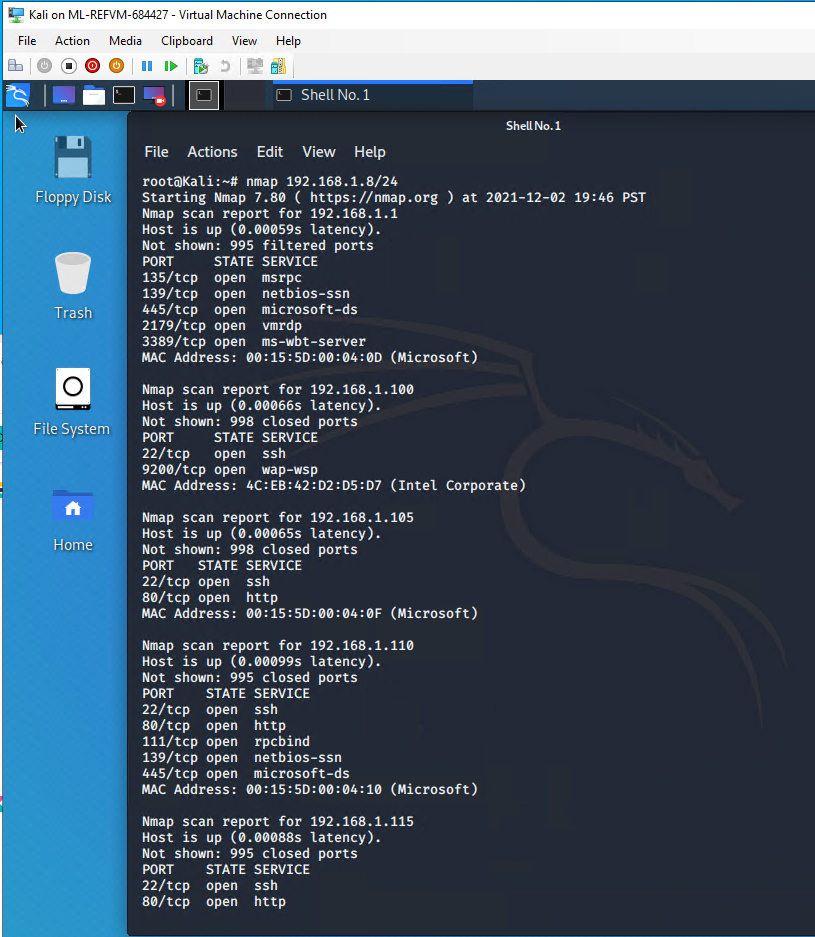 Kali on ML-REFVM-684427 - Virtual Machine Connection
File Action Media Clipboard View Help
Shell No. 1
Shell No. 1
File Actions Edit View Help
Floppy Disk
Trash
File System
Home
root@Kali:~# nmap 192.168.1.8/24
Starting Nmap 7.80 ( https://nmap.org ) at 2021-12-02 19:46 PST
Nmap scan report for 192.168.1.1
Host is up (0.00059s latency).
Not shown: 995 filtered ports
PORT     STATE SERVICE
135/tcp  open  msrpc
139/tcp  open  netbios-ssn
445/tcp  open  microsoft-ds
2179/tcp open  vmrdp
3389/tcp open  ms-wbt-server
MAC Address: 00:15:5D:00:04:0D (Microsoft)

Nmap scan report for 192.168.1.100
Host is up (0.00066s latency).
Not shown: 998 closed ports
PORT     STATE SERVICE
22/tcp   open  ssh
9200/tcp open  wap-wsp
MAC Address: 4C:EB:42:D2:D5:D7 (Intel Corporate)

Nmap scan report for 192.168.1.105
Host is up (0.00065s latency).
Not shown: 998 closed ports
PORT   STATE SERVICE
22/tcp open  ssh
80/tcp open  http
MAC Address: 00:15:5D:00:04:0F (Microsoft)

Nmap scan report for 192.168.1.110
Host is up (0.00099s latency).
Not shown: 995 closed ports
PORT    STATE SERVICE
22/tcp  open  ssh
80/tcp  open  http
111/tcp open  rpcbind
139/tcp open  netbios-ssn
445/tcp open  microsoft-ds
MAC Address: 00:15:5D:00:04:10 (Microsoft)

Nmap scan report for 192.168.1.115
Host is up (0.00088s latency).
Not shown: 995 closed ports
PORT    STATE SERVICE
22/tcp  open  ssh
80/tcp  open  http